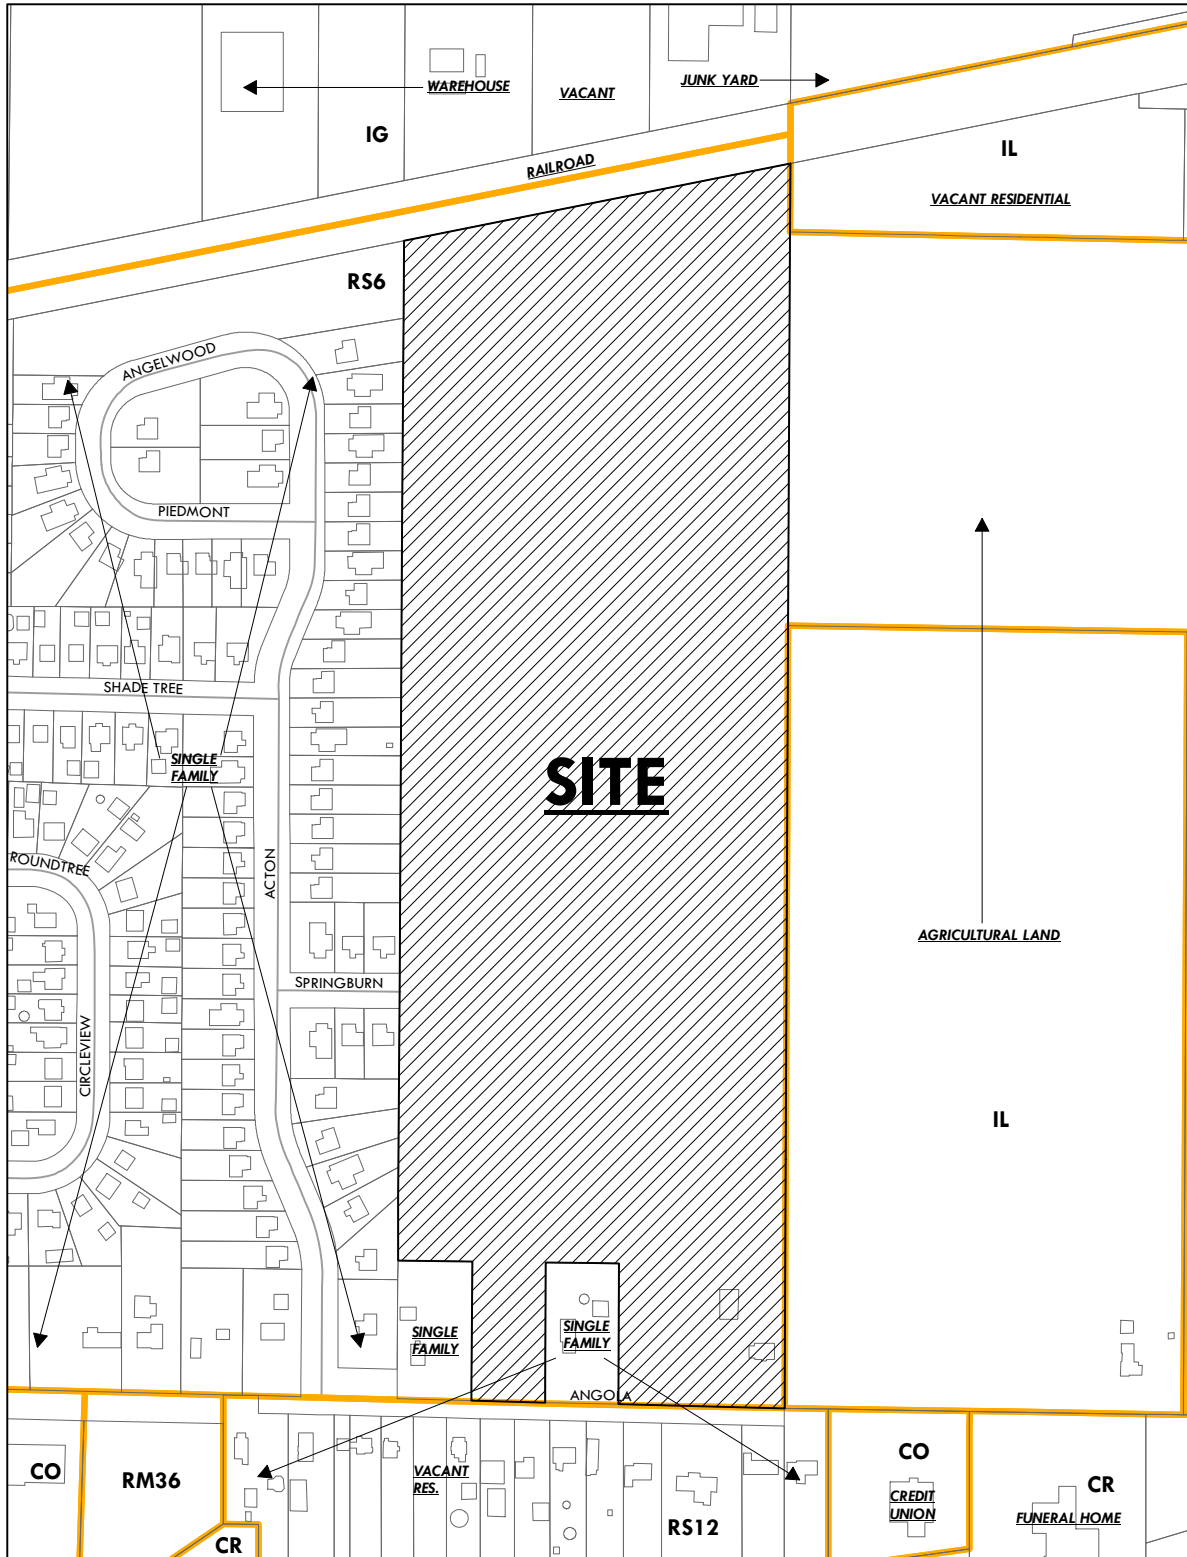 WAREHOUSE
VACANT
JUNK YARD
IG
RAILROAD
IL
VACANT RESIDENTIAL
RS6
ANGELWOOD
PIEDMONT
SHADE TREE
SINGLE
FAMILY
SITE
ROUNDTREE
ACTON
AGRICULTURAL LAND
SPRINGBURN
CIRCLEVIEW
IL
SINGLE
FAMILY
SINGLE
FAMILY
ANGOLA
CO
RM36
VACANT
RES.
CO
CREDIT
UNION
CR
FUNERAL HOME
RS12
CR